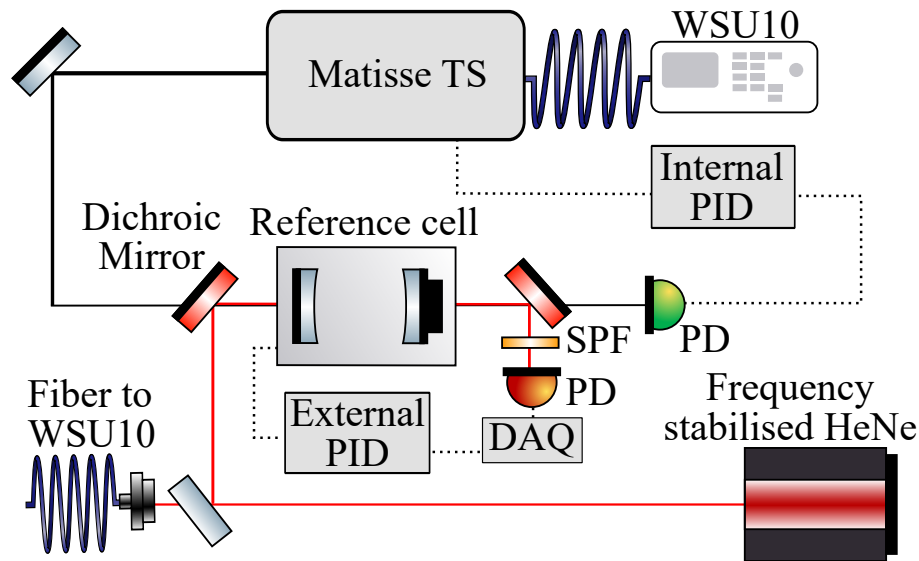 WSU10
Matisse TS
Internal
PID
Dichroic
Mirror
Reference cell
SPF
PD
PD
Fiber to
WSU10
External
PID
DAQ
Frequency
stabilised HeNe